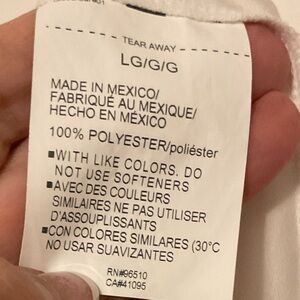 TEAR AWAY
LG/G/G
MADE IN MEXICO/
FABRIQUÉ AU MEXIQUE/
HECHO EN MÉXICO
100% POLYESTER/poliéster
■WITH LIKE COLORS, DO
NOT USE SOFTENERS
■AVEC DES COULEURS
SIMILAIRES NE PAS UTILISER
D'ASSOUPLISSANTS
■CON COLORES SIMILARES (30°C
NO USAR SUAVIZANTES
RN#96510
CA#41095